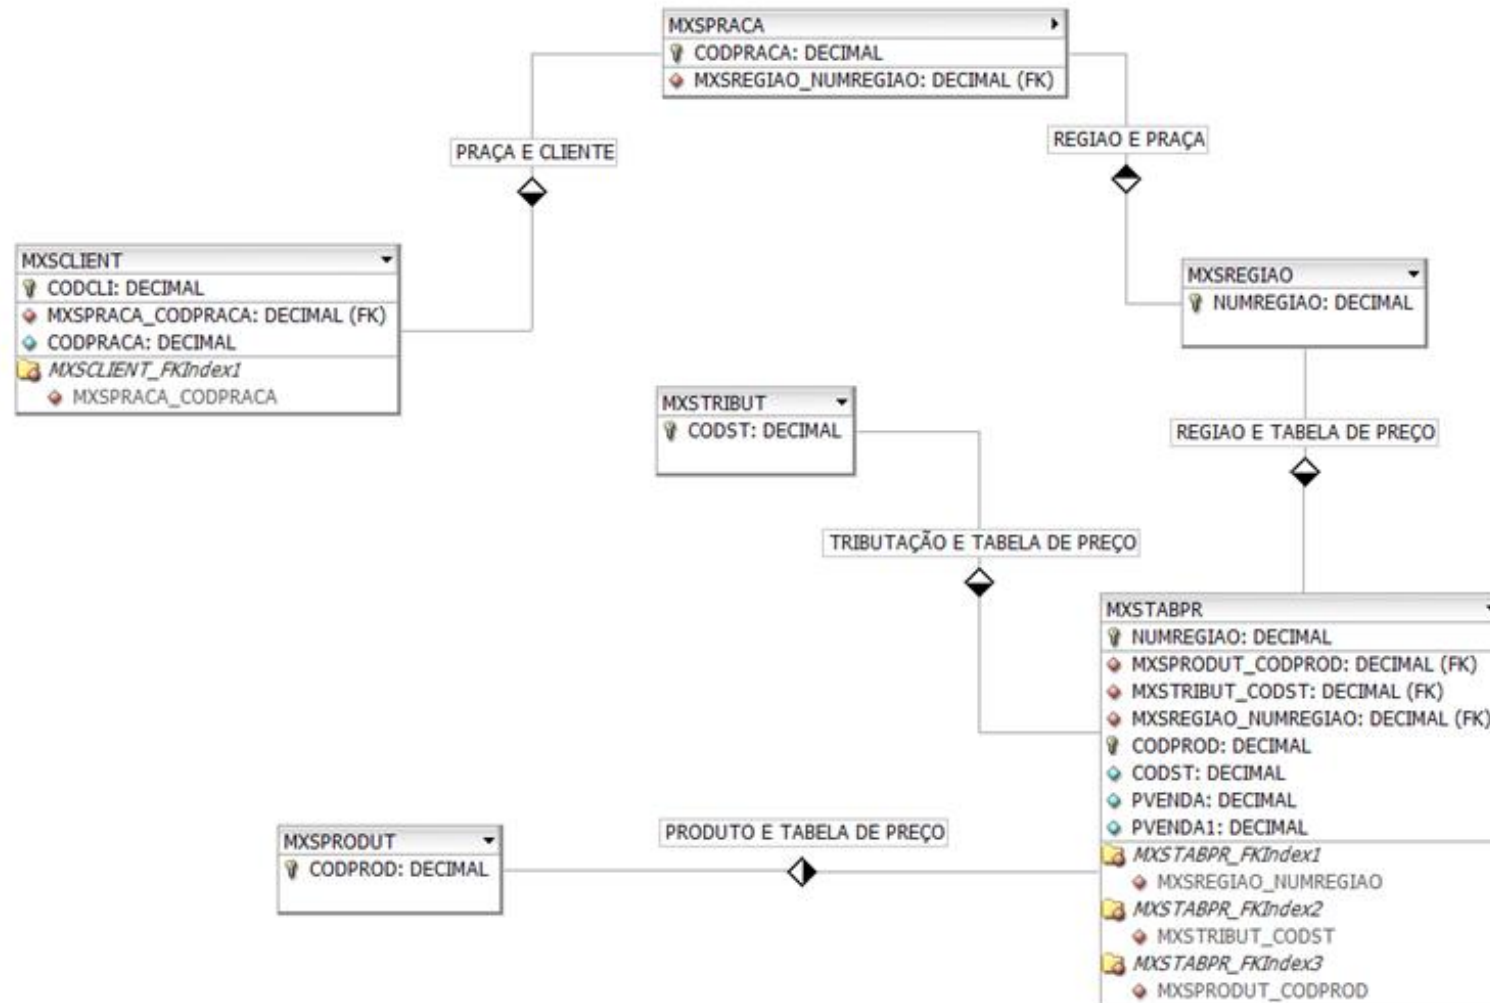 MXSPRACA
CODPRACA: DECIMAL
MXSREGIAO_NUMREGIAO: DECIMAL (FK)
PRAÇA E CLIENTE
REGIAO E PRAÇA
MXSCLIENT
CODCLI: DECIMAL
MXSPRACA_CODPRACA: DECIMAL (FK)
CODPRACA: DECIMAL
MXSCLIENT_FKIndex1
MXSPRACA_CODPRACA
MXSREGIAO
NUMREGIAO: DECIMAL
MXSTRIBUT
CODST: DECIMAL
REGIAO E TABELA DE PREÇO
TRIBUTAÇÃO E TABELA DE PREÇO
MXSTABPR
NUMREGIAO: DECIMAL
MXSPRODUT_CODPROD: DECIMAL (FK)
MXSTRIBUT_CODST: DECIMAL (FK)
MXSREGIAO_NUMREGIAO: DECIMAL (FK)
CODPROD: DECIMAL
CODST: DECIMAL
PVENDA: DECIMAL
PVENDA1: DECIMAL
MXSTABPR_FKIndex1
MXSREGIAO_NUMREGIAO
MXSTABPR_FKIndex2
MXSTRIBUT_CODST
MXSTABPR_FKIndex3
MXSPRODUT_CODPROD
PRODUTO E TABELA DE PREÇO
MXSPRODUT
CODPROD: DECIMAL